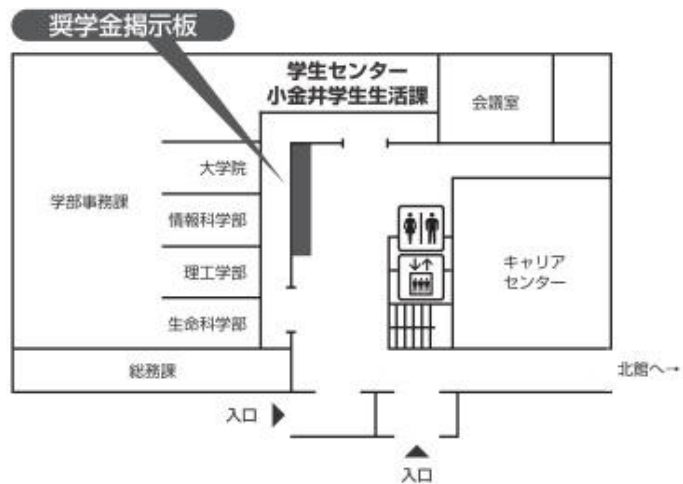 奨学金掲示板
学生センター
小金井学生生活課
会議室
大学院
学部事務課
情報科学部
理工学部
キャリア
センター
生命科学部
総務課
北館へ→
入口
入口